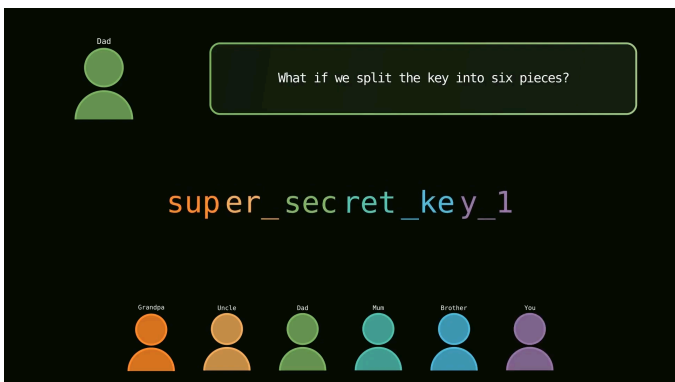 Dad
What if we split the key into six pieces?
super_secret_key_1
Grandpa Uncle Dad Mum Brother You